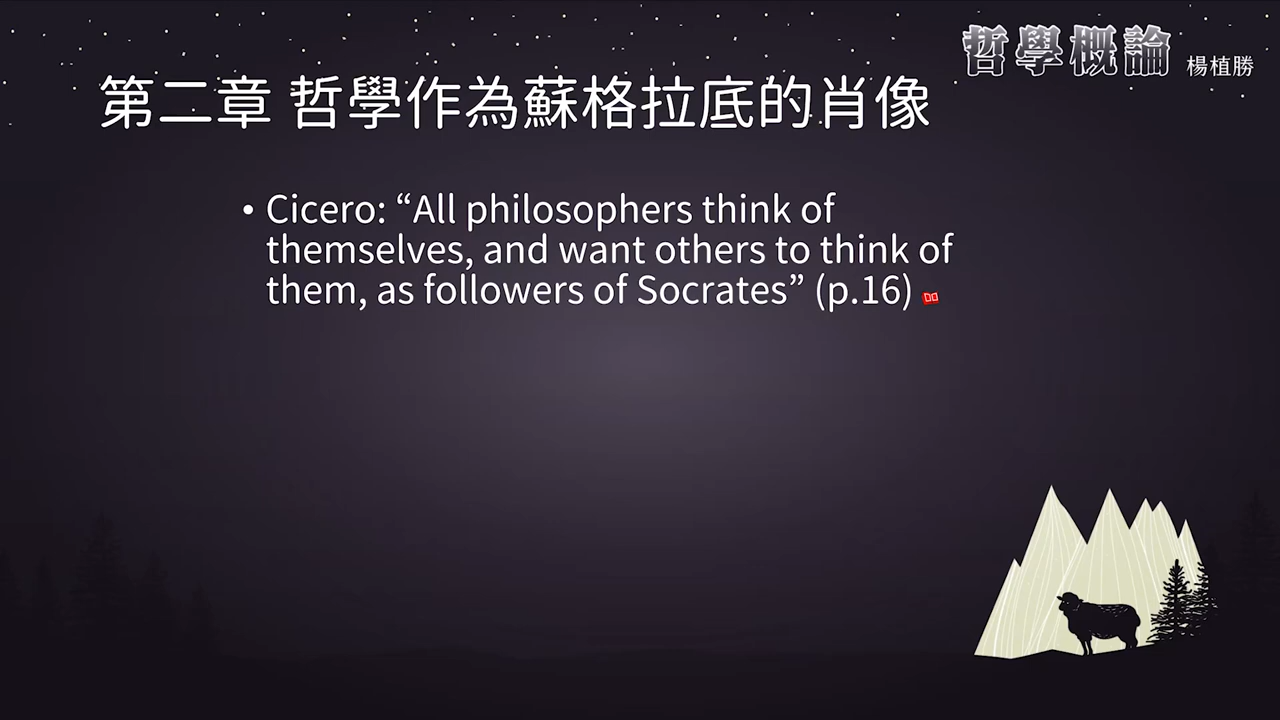 哲學概論 楊植勝
第二章 哲學作為蘇格拉底的肖像
• Cicero: “All philosophers think of
themselves, and want others to think of
them, as followers of Socrates” (p.16)